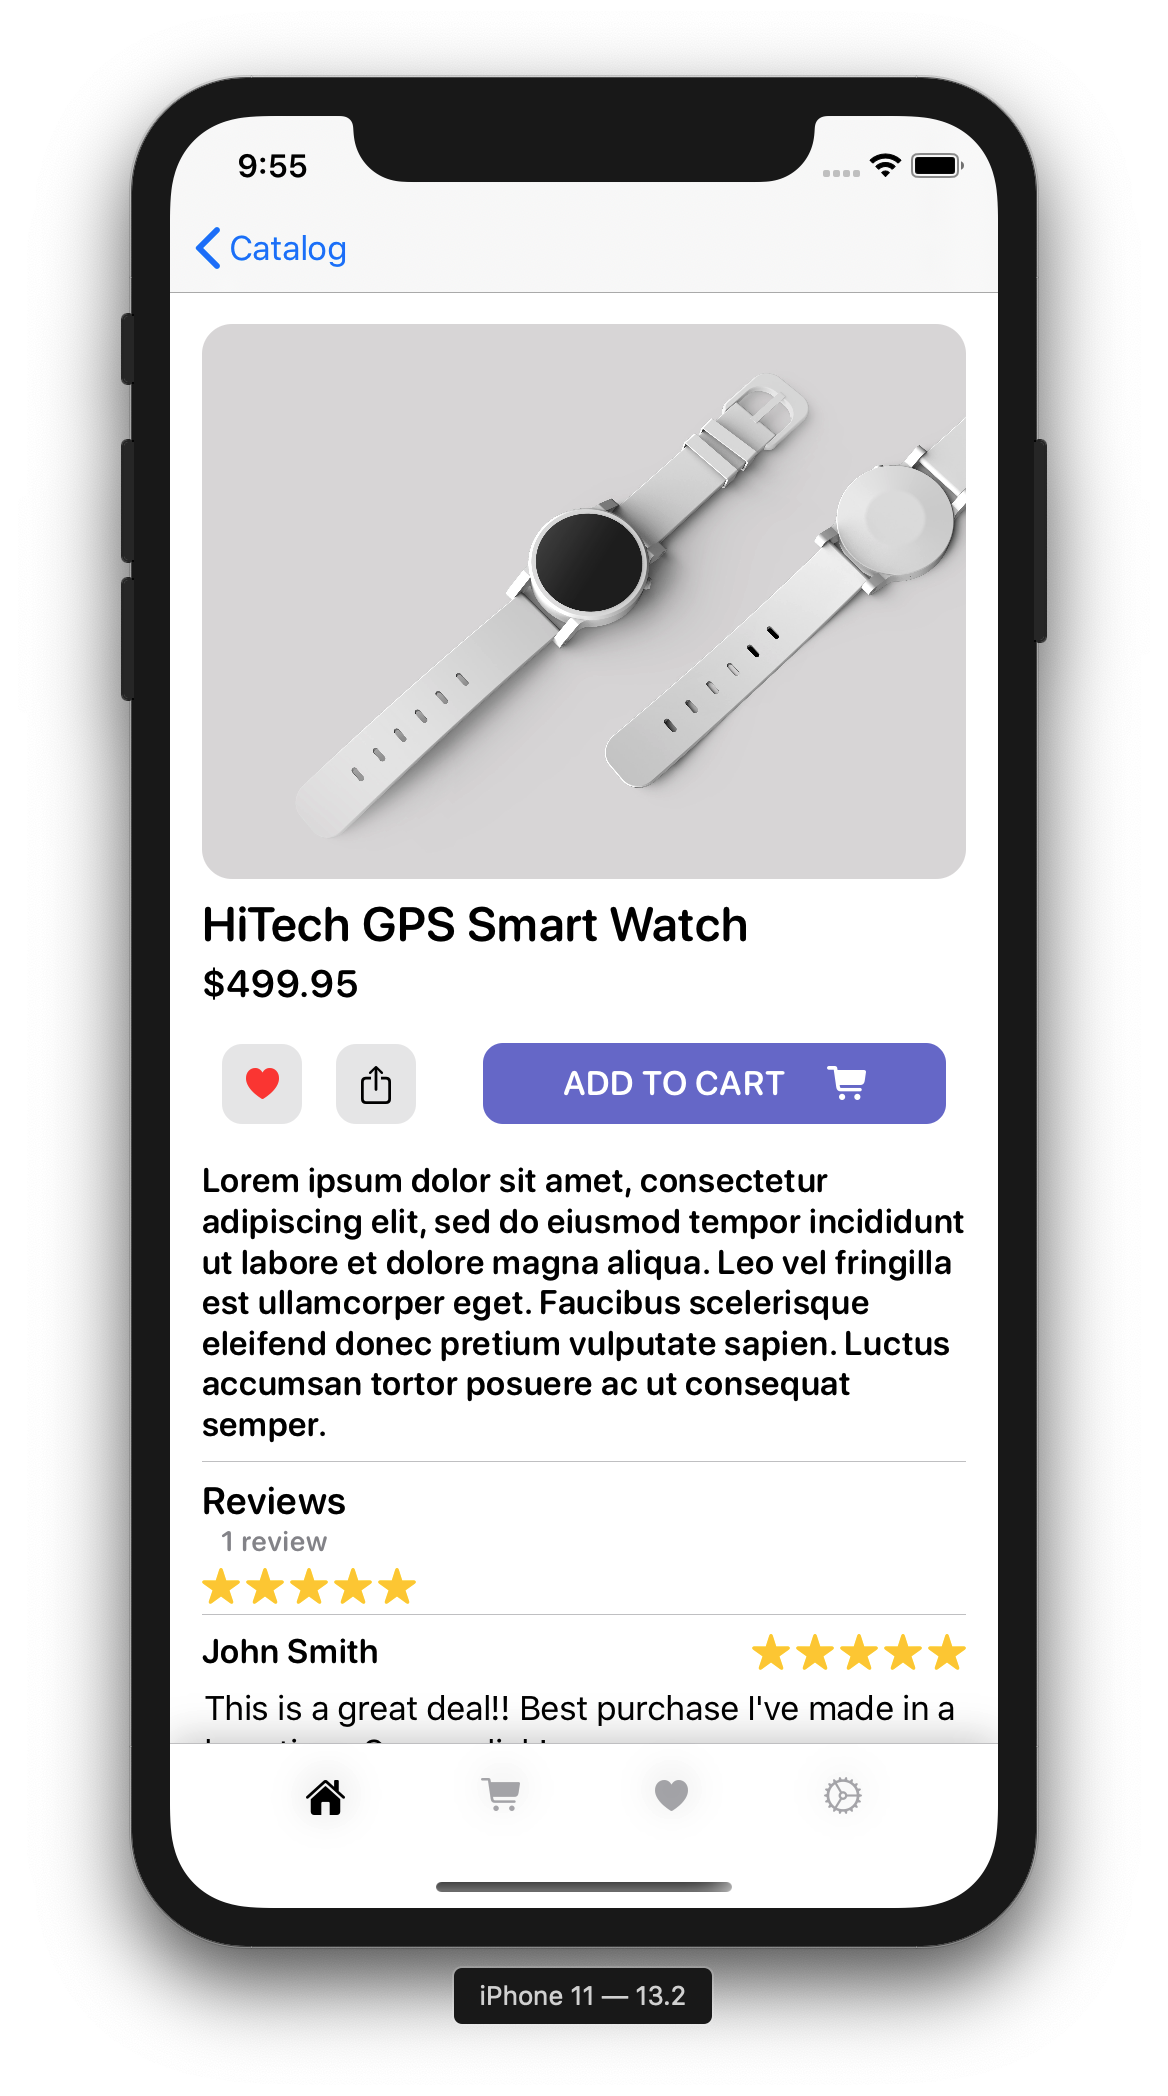 9:55
Catalog
HiTech GPS Smart Watch
$499.95
ADD TO CART
Lorem ipsum dolor sit amet, consectetur
adipiscing elit, sed do eiusmod tempor incididunt
ut labore et dolore magna aliqua. Leo vel fringilla
est ullamcorper eget. Faucibus scelerisque
eleifend donec pretium vulputate sapien. Luctus
accumsan tortor posuere ac ut consequat
semper.
Reviews
1 review
John Smith
This is a great deal!! Best purchase I've made in a
iPhone 11 — 13.2